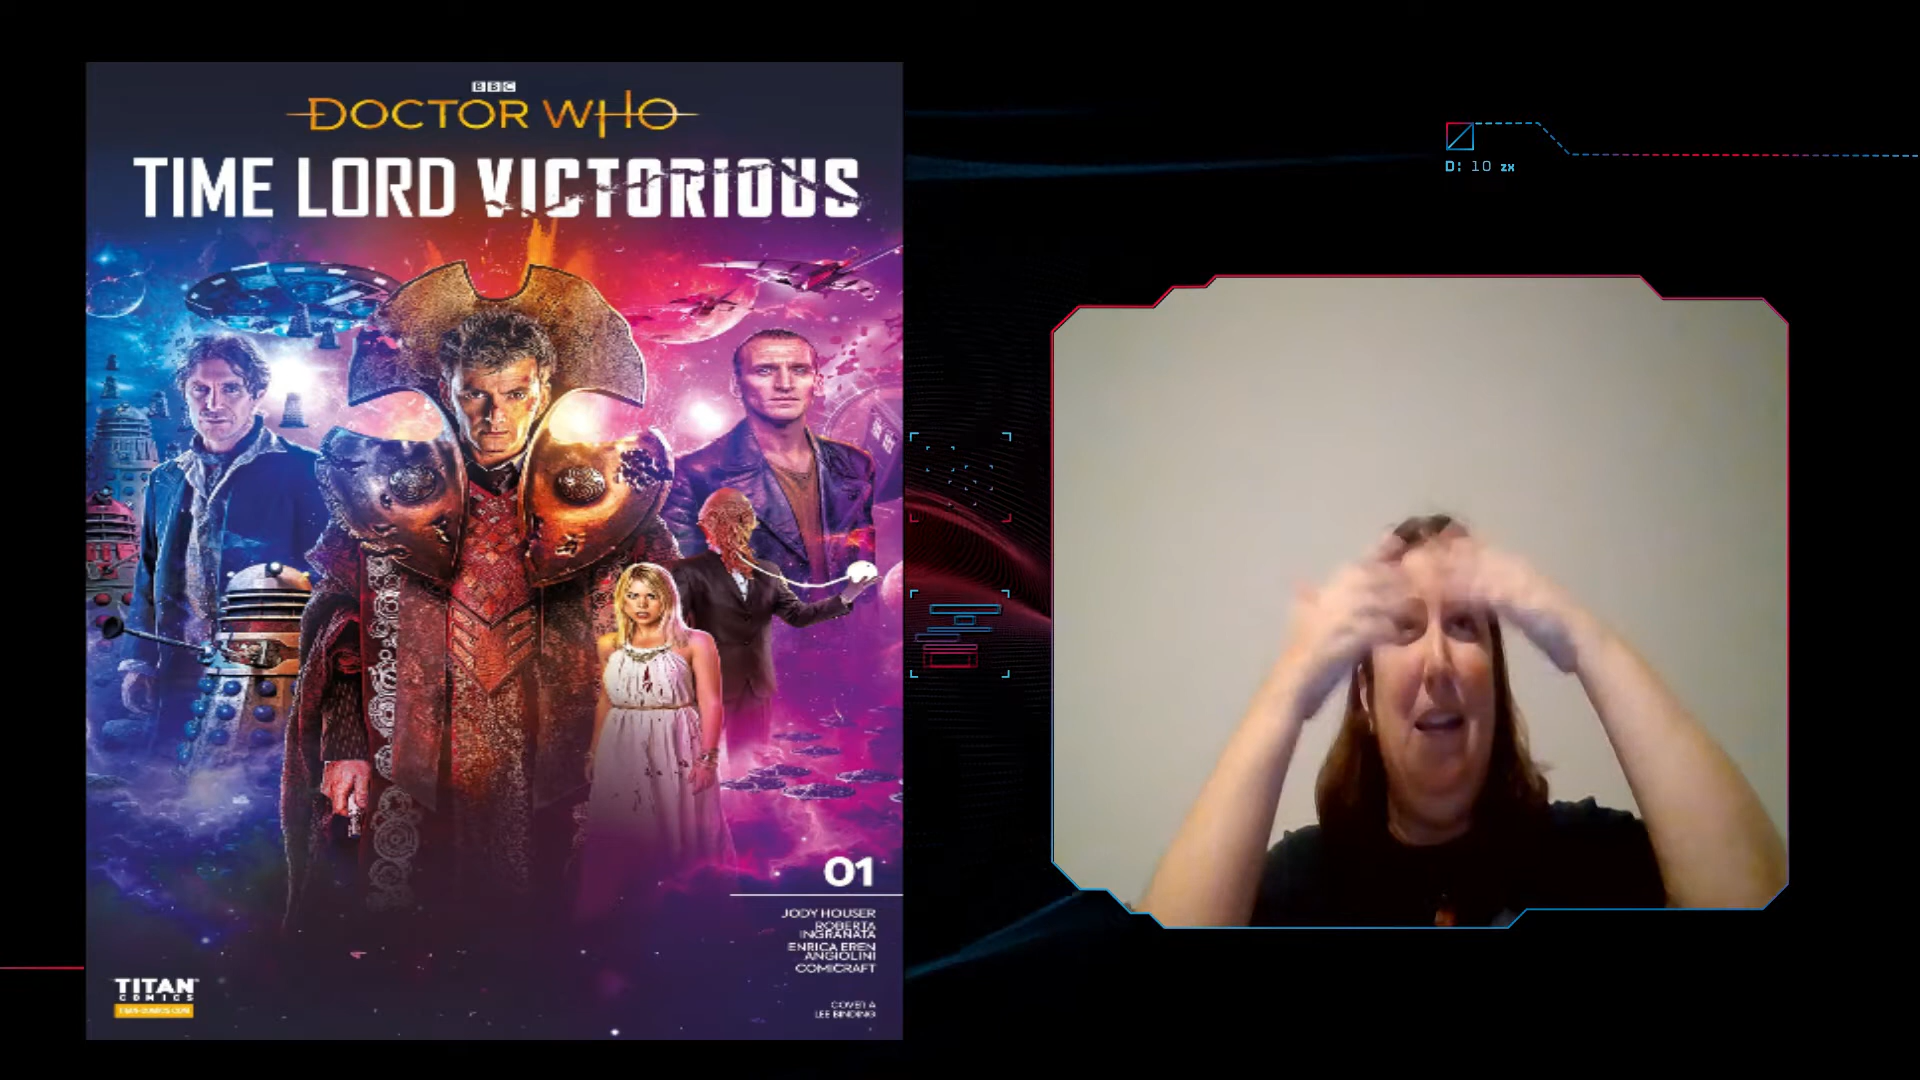 BBC
DOCTOR WHO
TIME LORD VICTORIOUS
D: 10 zx
01
JODY HOUSER
ROBERTA
INGRANATA
ENRICA EREN
ANGIOLINI
COMICRAFT
TITAN
COMICS
COVER A
LEE BINDING